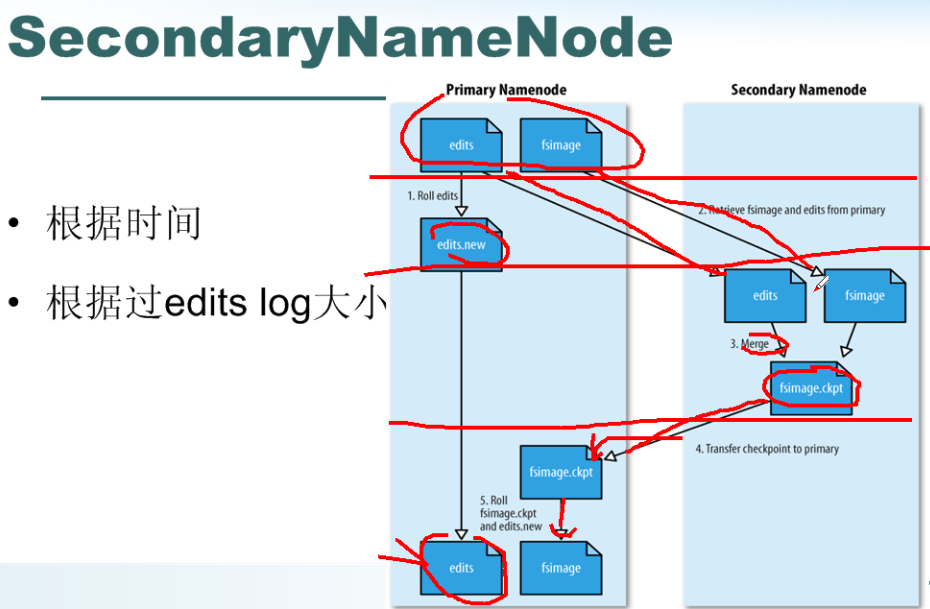 SecondaryNameNode
• 根据时间
• 根据过edits log大小
Primary Namenode
Secondary Namenode
edits
fsimage
1. Roll edits
2. Retrieve fsimage and edits from primary
edits.new
edits
fsimage
3. Merge
fsimage.ckpt
4. Transfer checkpoint to primary
fsimage.ckpt
5. Roll
fsimage.ckpt
and edits.new
edits
fsimage